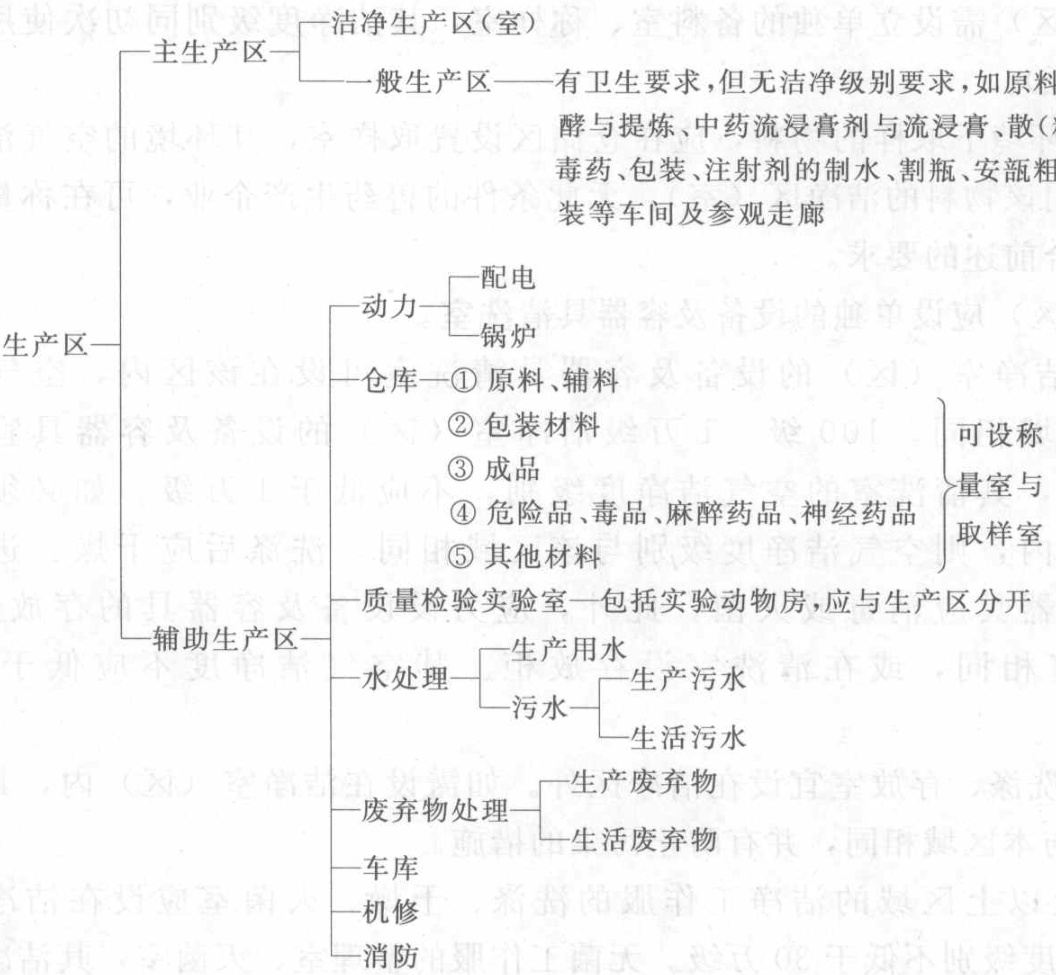 洁净生产区(室)
主生产区
一般生产区——有卫生要求,但无洁净级别要求,如原料
酵与提炼、中药流浸膏剂与流浸膏,散(
毒药、包装、注射剂的制水、割瓶、安瓿粗
装等车间及参观走廊
配电
动力
锅炉
生产区
仓库 ① 原料、辅料
② 包装材料
③ 成品
④ 危险品、毒品、麻醉药品、神经药品
⑤ 其他材料
可设称
量室与
取样室
质量检验实验室——包括实验动物房,应与生产区分开
辅助生产区
生产用水
水处理
生产污水
污水
生活污水
生产废弃物
废弃物处理
生活废弃物
车库
机修
消防